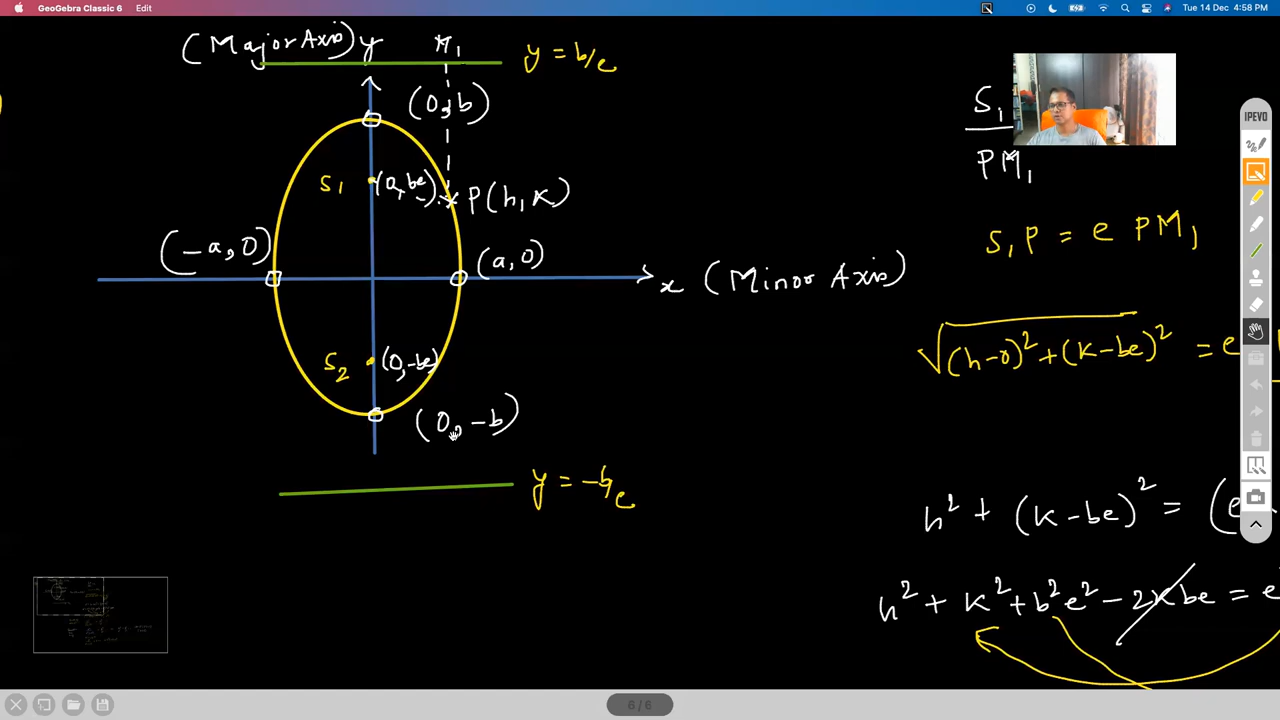 GeoGebra Classic 6 Edit
Tue 14 Dec 4:58 PM
(Major Axis) y
M₁
y = b/e
(0, b)
S₁
(0, be)
P(h, k)
(-a, 0)
(a, 0)
x (Minor Axis)
S₂
(0, -be)
(0, -b)
y = -b/e
S₁
PM₁
S₁P = e PM₁
√(h-0)² + (k-be)² = e
h² + (k-be)² = (e
h² + k² + b²e² - 2kbe = e
IPEVO
6 / 6